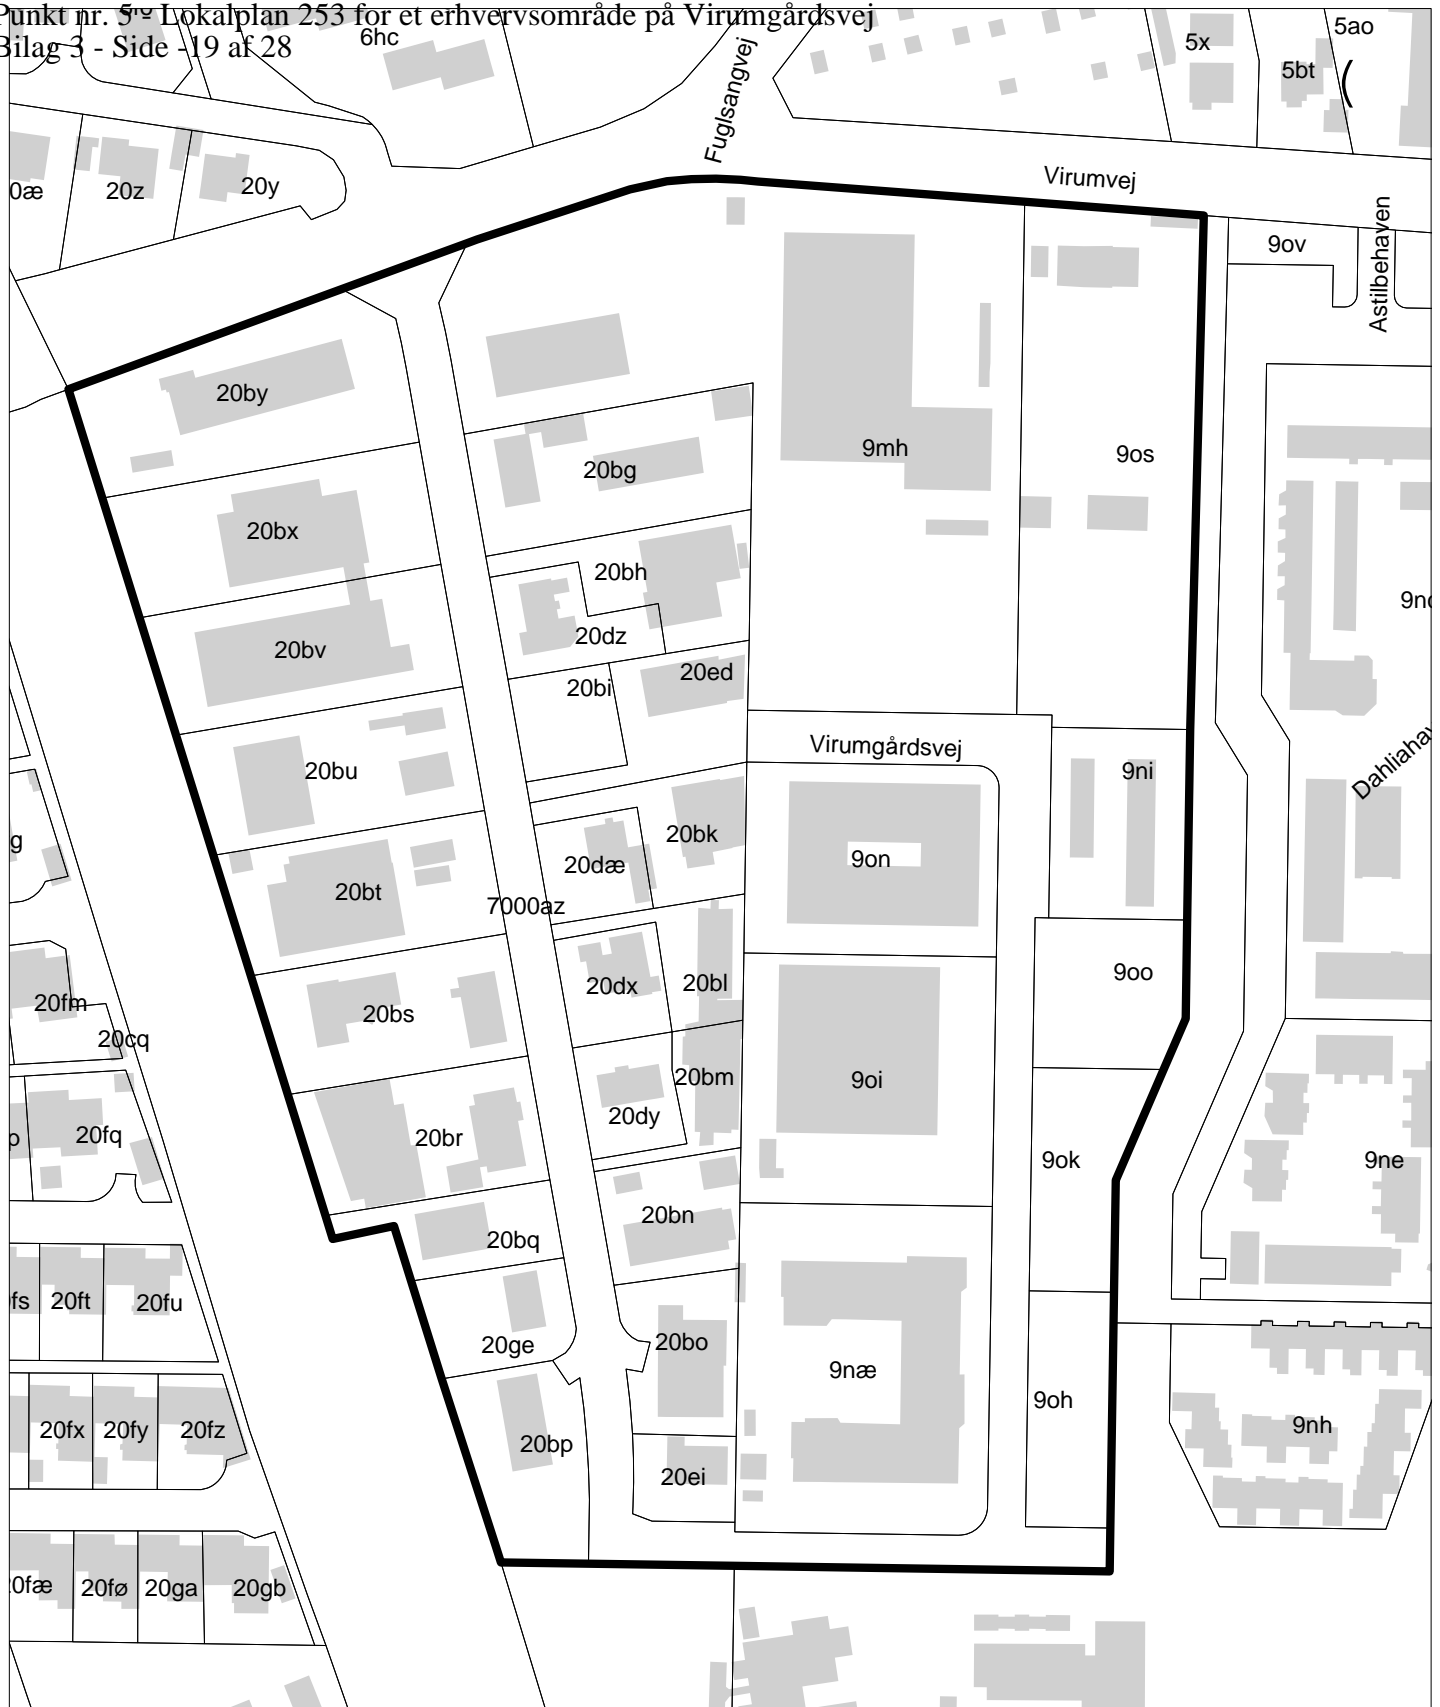 Punkt nr. 5 - Lokalplan 253 for et erhvervsområde på Virumgårdsvej
Bilag 3 - Side -19 af 28
6hc
5x
5bt
5ao
(
Fuglsangvej
Virumvej
0æ
20z
20y
9ov
Astilbehaven
20by
20bg
9mh
9os
20bx
20bh
20dz
20bv
20bi
20ed
Virumgårdsvej
20bu
9ni
Dahliahav
g
20dæ
20bk
9on
20bt
7000az
20fm
20cq
20bs
20dx
20bl
9oo
20bm
9oi
20fq
20br
20dy
9ok
9ne
20bq
20bn
fs
20ft
20fu
20ge
20bo
9næ
9oh
20fx
20fy
20fz
20bp
20ei
9nh
0fæ
20fø
20ga
20gb